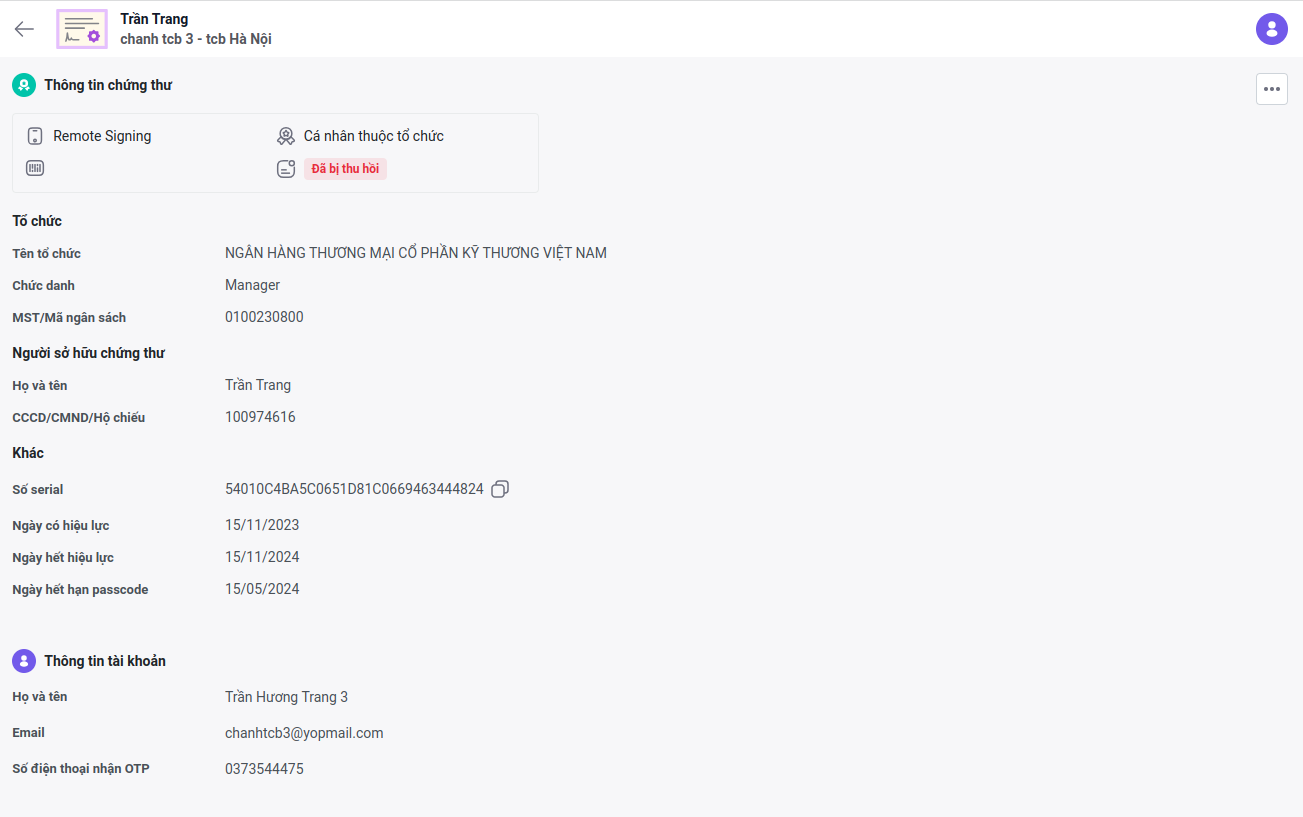 Trần Trang
chanh tcb 3 - tcb Hà Nội
Thông tin chứng thư
Remote Signing
Cá nhân thuộc tổ chức
Đã bị thu hồi
Tổ chức
Tên tổ chức NGÂN HÀNG THƯƠNG MẠI CỔ PHẦN KỸ THƯƠNG VIỆT NAM
Chức danh Manager
MST/Mã ngân sách 0100230800
Người sở hữu chứng thư
Họ và tên Trần Trang
CCCD/CMND/Hộ chiếu 100974616
Khác
Số serial 54010C4BA5C0651D81C0669463444824
Ngày có hiệu lực 15/11/2023
Ngày hết hiệu lực 15/11/2024
Ngày hết hạn passcode 15/05/2024
Thông tin tài khoản
Họ và tên Trần Hương Trang 3
Email chanhtcb3@yopmail.com
Số điện thoại nhận OTP 0373544475